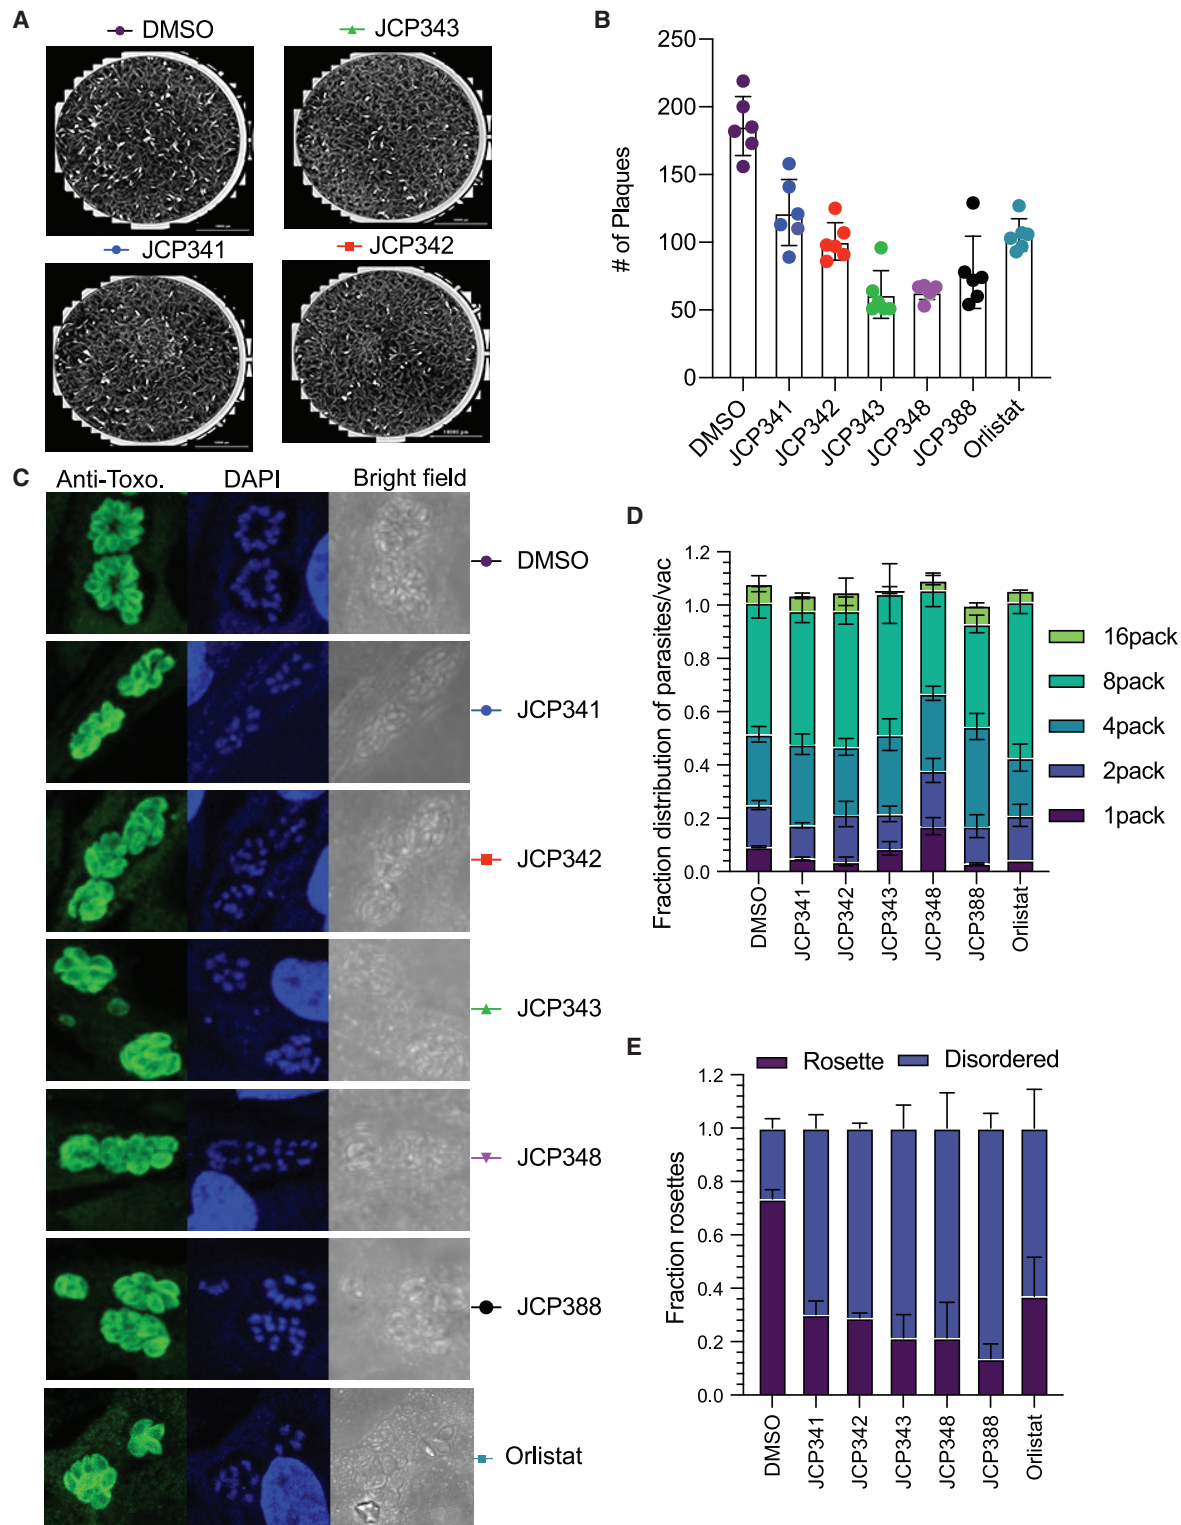 A
DMSO
JCP343
JCP341
JCP342
B
# of Plaques
250
200
150
100
50
0
DMSO
JCP341
JCP342
JCP343
JCP348
JCP388
Orlistat
C
Anti-Toxo.
DAPI
Bright field
DMSO
JCP341
JCP342
JCP343
JCP348
JCP388
Orlistat
D
Fraction distribution of parasites/vac
1.2
1.0
0.8
0.6
0.4
0.2
0.0
DMSO
JCP341
JCP342
JCP343
JCP348
JCP388
Orlistat
16pack
8pack
4pack
2pack
1pack
E
Rosette
Disordered
Fraction rosettes
1.2
1.0
0.8
0.6
0.4
0.2
0.0
DMSO
JCP341
JCP342
JCP343
JCP348
JCP388
Orlistat